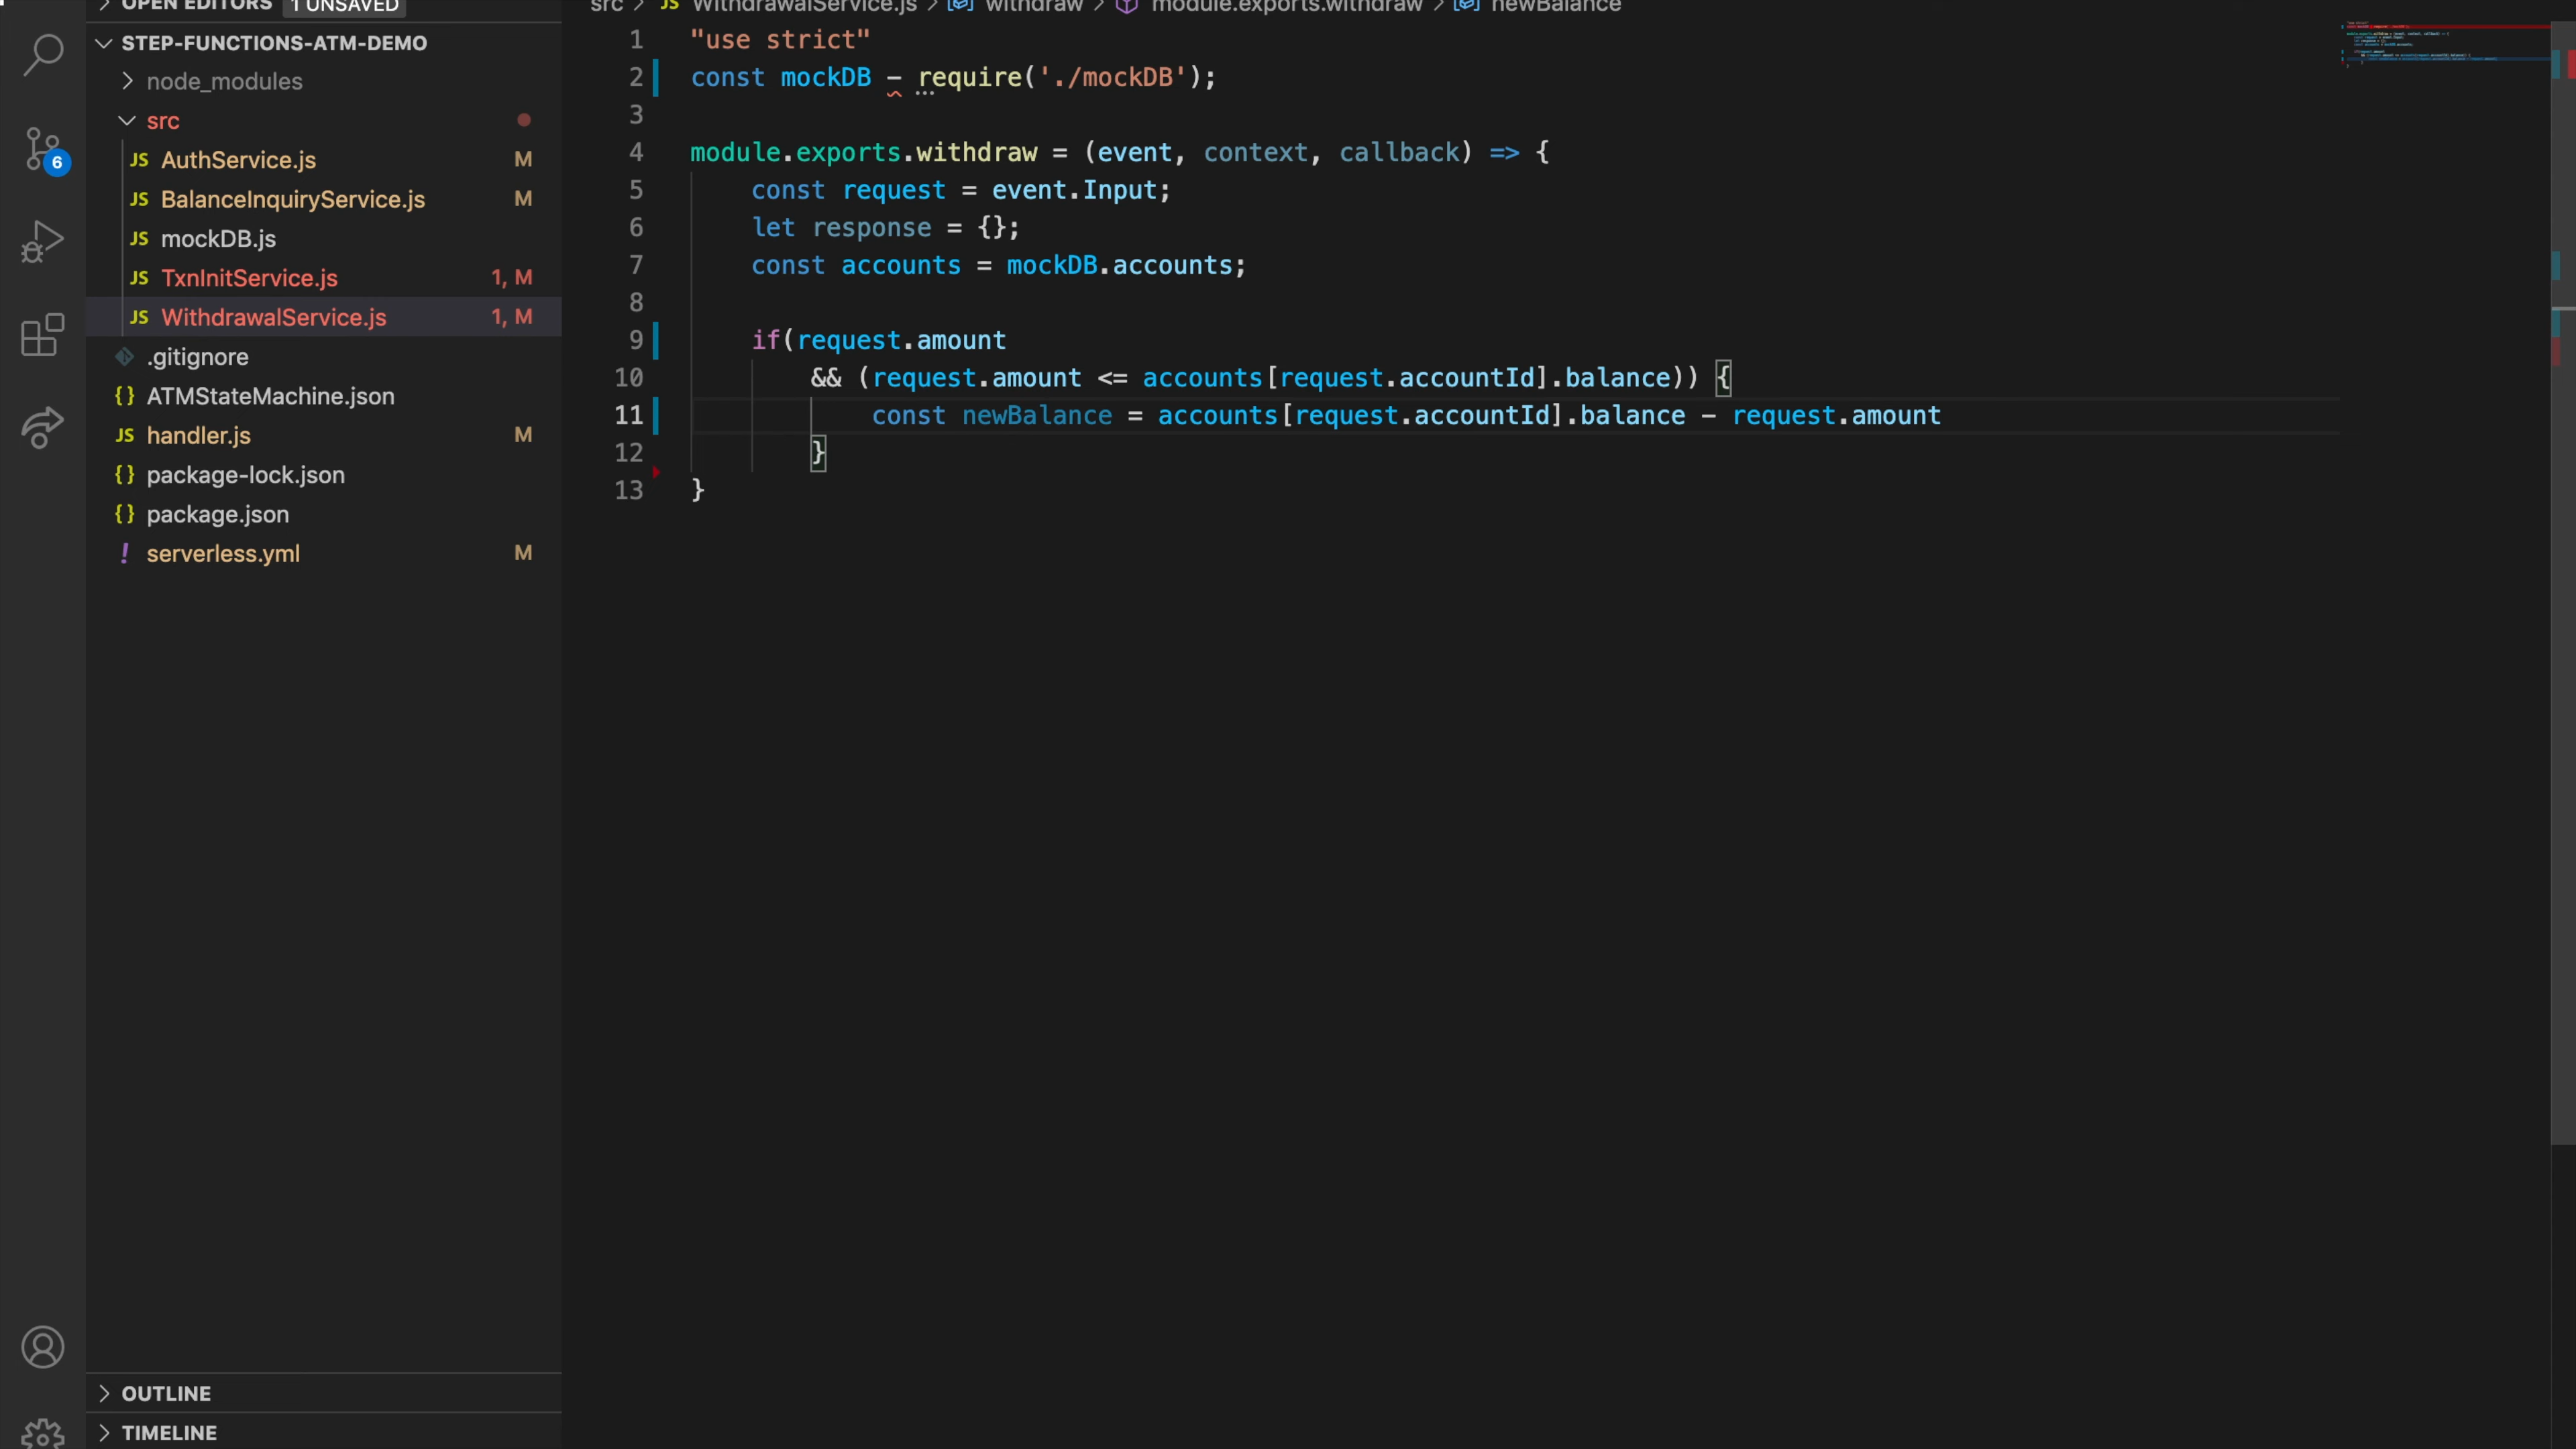 OPEN EDITORS 1 UNSAVED
STEP-FUNCTIONS-ATM-DEMO
node_modules
src
JS AuthService.js M
JS BalanceInquiryService.js M
JS mockDB.js
JS TxnInitService.js 1, M
JS WithdrawalService.js 1, M
.gitignore
{} ATMStateMachine.json
JS handler.js M
{} package-lock.json
{} package.json
! serverless.yml M
6
OUTLINE
TIMELINE
src > JS WithdrawalService.js > withdraw > module.exports.withdraw > newBalance
1 "use strict"
2 const mockDB - require('./mockDB');
3
4 module.exports.withdraw = (event, context, callback) => {
5 const request = event.Input;
6 let response = {};
7 const accounts = mockDB.accounts;
8
9 if(request.amount
10 && (request.amount <= accounts[request.accountId].balance)) {
11 const newBalance = accounts[request.accountId].balance - request.amount
12 }
13 }